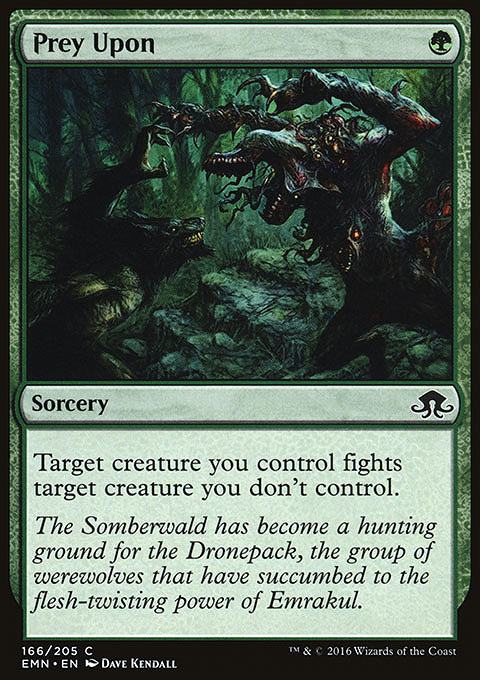 Prey Upon
Sorcery
Target creature you control fights
target creature you don't control.
The Somberwald has become a hunting
ground for the Dronepack, the group of
werewolves that have succumbed to the
flesh-twisting power of Emrakul.
166/205 C
EMN • EN Dave Kendall
™ & © 2016 Wizards of the Coast